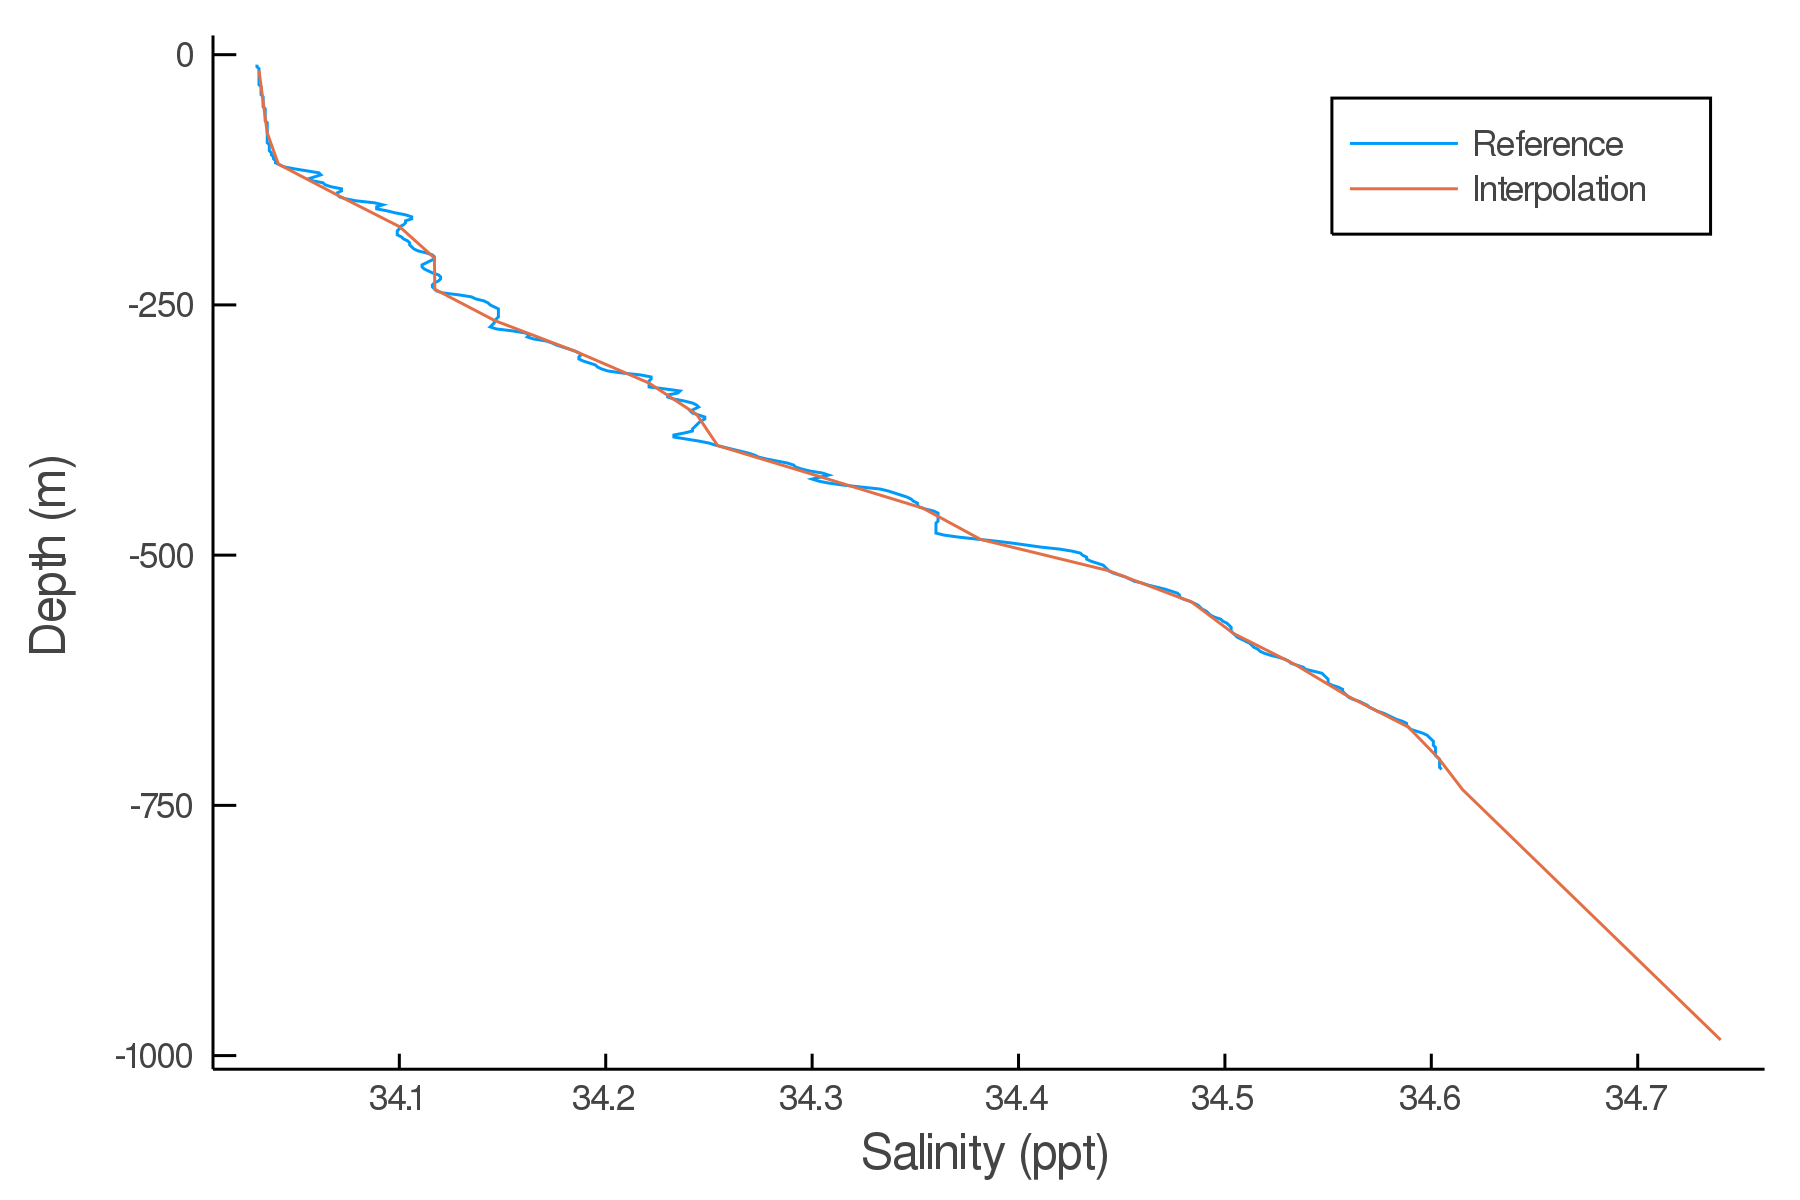 0
-250
-500
-750
-1000
Depth (m)
Reference
Interpolation
34.1 34.2 34.3 34.4 34.5 34.6 34.7
Salinity (ppt)